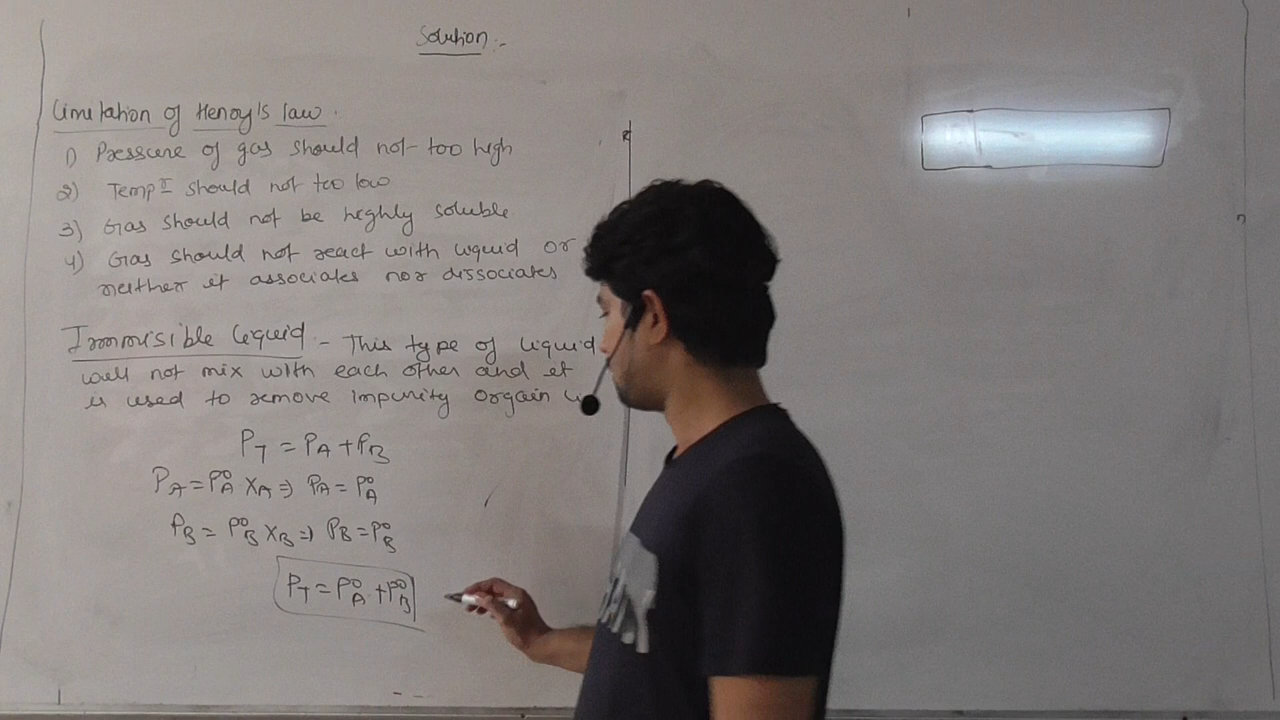 Solution :-
Limitation of Henry's law.
1) Pressure of gas should not too high
2) Tempr should not too low
3) Gas should not be highly soluble
4) Gas should not react with liquid or
neither it associates nor dissociates
Immisible liquid :- This type of liquid
will not mix with each other and it
is used to remove impurity orgain
P_T = P_A + P_B
P_A = P°_A X_A ⇒ P_A = P°_A
P_B = P°_B X_B ⇒ P_B = P°_B
P_T = P°_A + P°_B